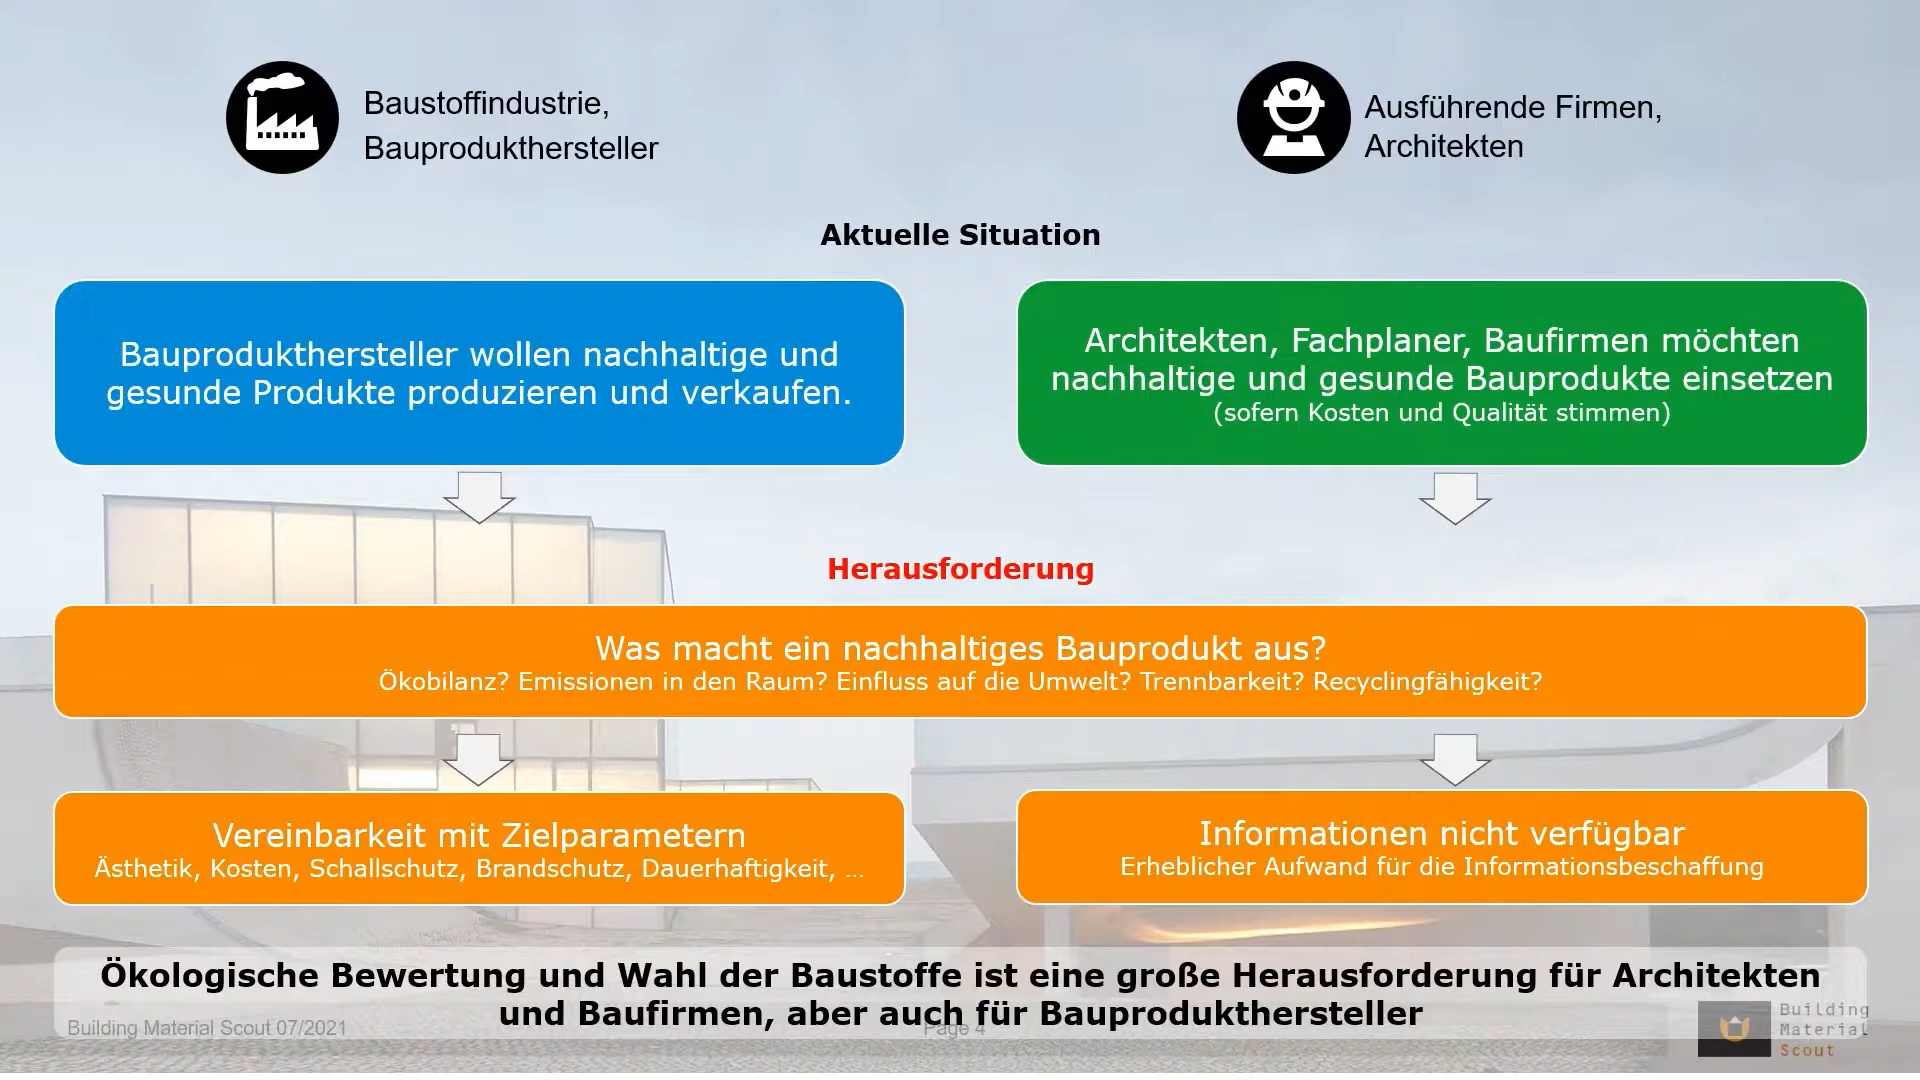 Baustoffindustrie,
Bauprodukthersteller
Ausführende Firmen,
Architekten
Aktuelle Situation
Bauprodukthersteller wollen nachhaltige und
gesunde Produkte produzieren und verkaufen.
Architekten, Fachplaner, Baufirmen möchten
nachhaltige und gesunde Bauprodukte einsetzen
(sofern Kosten und Qualität stimmen)
Herausforderung
Was macht ein nachhaltiges Bauprodukt aus?
Ökobilanz? Emissionen in den Raum? Einfluss auf die Umwelt? Trennbarkeit? Recyclingfähigkeit?
Vereinbarkeit mit Zielparametern
Ästhetik, Kosten, Schallschutz, Brandschutz, Dauerhaftigkeit, ...
Informationen nicht verfügbar
Erheblicher Aufwand für die Informationsbeschaffung
Ökologische Bewertung und Wahl der Baustoffe ist eine große Herausforderung für Architekten
und Baufirmen, aber auch für Bauprodukthersteller
Building Material Scout 07/2021
Page 4
Building
Material
Scout